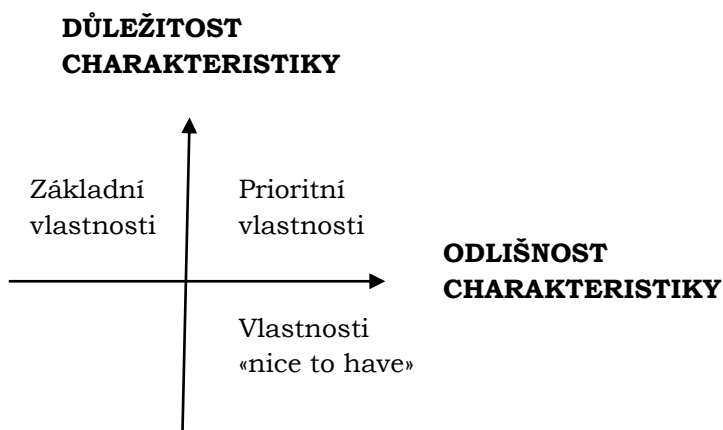 DŮLEŽITOST
CHARAKTERISTIKY
Základní
vlastnosti
Prioritní
vlastnosti
ODLIŠNOST
CHARAKTERISTIKY
Vlastnosti
«nice to have»